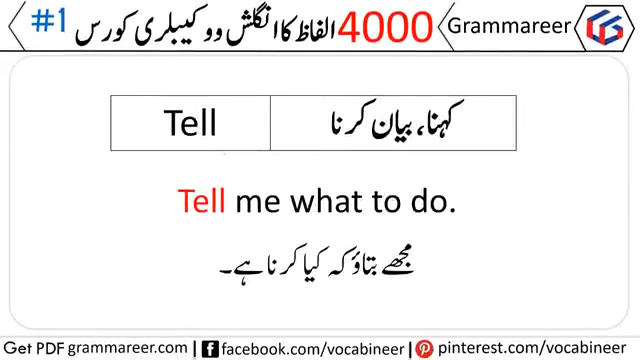 #1 4000 الفاظ کا انگلش ووکیبلری کورس Grammareer
Tell کہنا، بیان کرنا
Tell me what to do.
مجھے بتاؤ کہ کیا کرنا ہے۔
Get PDF grammareer.com | facebook.com/vocabineer | pinterest.com/vocabineer